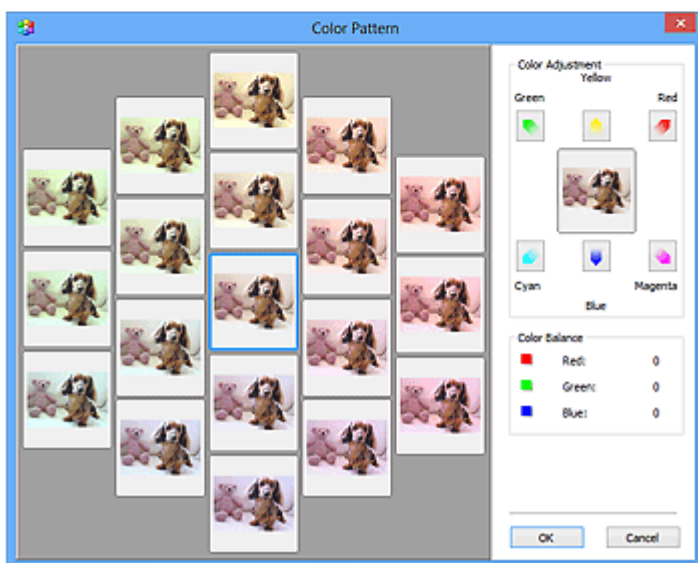 Color Pattern
Color Adjustment
Yellow
Green Red
Cyan Magenta
Blue
Color Balance
Red: 0
Green: 0
Blue: 0
OK Cancel